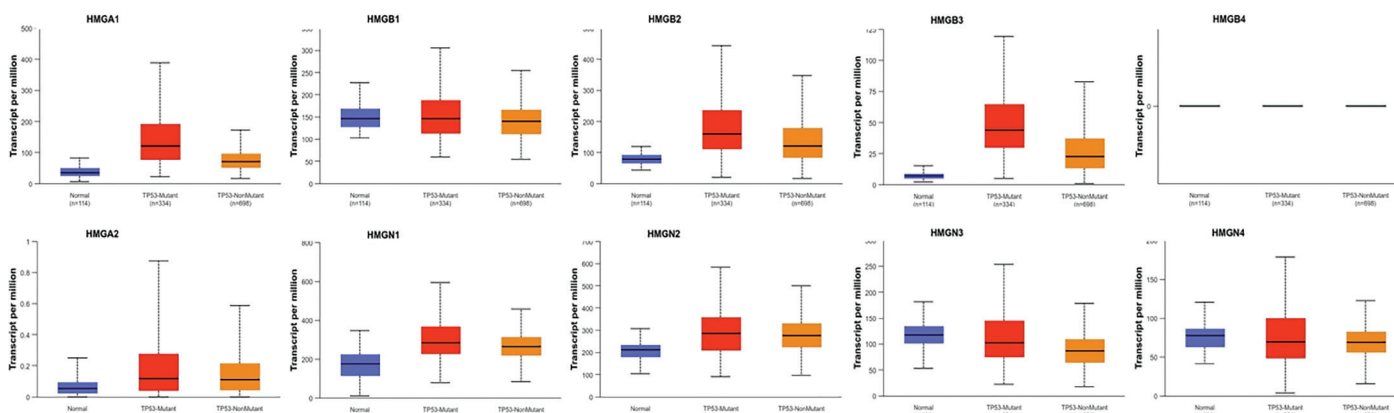 HMGA1
Transcript per million
500
400
300
200
100
0
Normal
(n=114)
TP53-Mutant
(n=334)
TP53-NonMutant
(n=698)
HMGB1
Transcript per million
300
250
200
150
100
50
0
Normal
(n=114)
TP53-Mutant
(n=334)
TP53-NonMutant
(n=698)
HMGB2
Transcript per million
400
300
200
100
0
Normal
(n=114)
TP53-Mutant
(n=334)
TP53-NonMutant
(n=698)
HMGB3
Transcript per million
125
100
75
50
25
0
Normal
(n=114)
TP53-Mutant
(n=334)
TP53-NonMutant
(n=698)
HMGB4
Transcript per million
0
Normal
(n=114)
TP53-Mutant
(n=334)
TP53-NonMutant
(n=698)
HMGA2
Transcript per million
1
0.8
0.6
0.4
0.2
0
Normal
TP53-Mutant
TP53-NonMutant
HMGN1
Transcript per million
800
600
400
200
0
Normal
TP53-Mutant
TP53-NonMutant
HMGN2
Transcript per million
700
600
500
400
300
200
100
0
Normal
TP53-Mutant
TP53-NonMutant
HMGN3
Transcript per million
300
250
200
150
100
50
0
Normal
TP53-Mutant
TP53-NonMutant
HMGN4
Transcript per million
200
150
100
50
0
Normal
TP53-Mutant
TP53-NonMutant